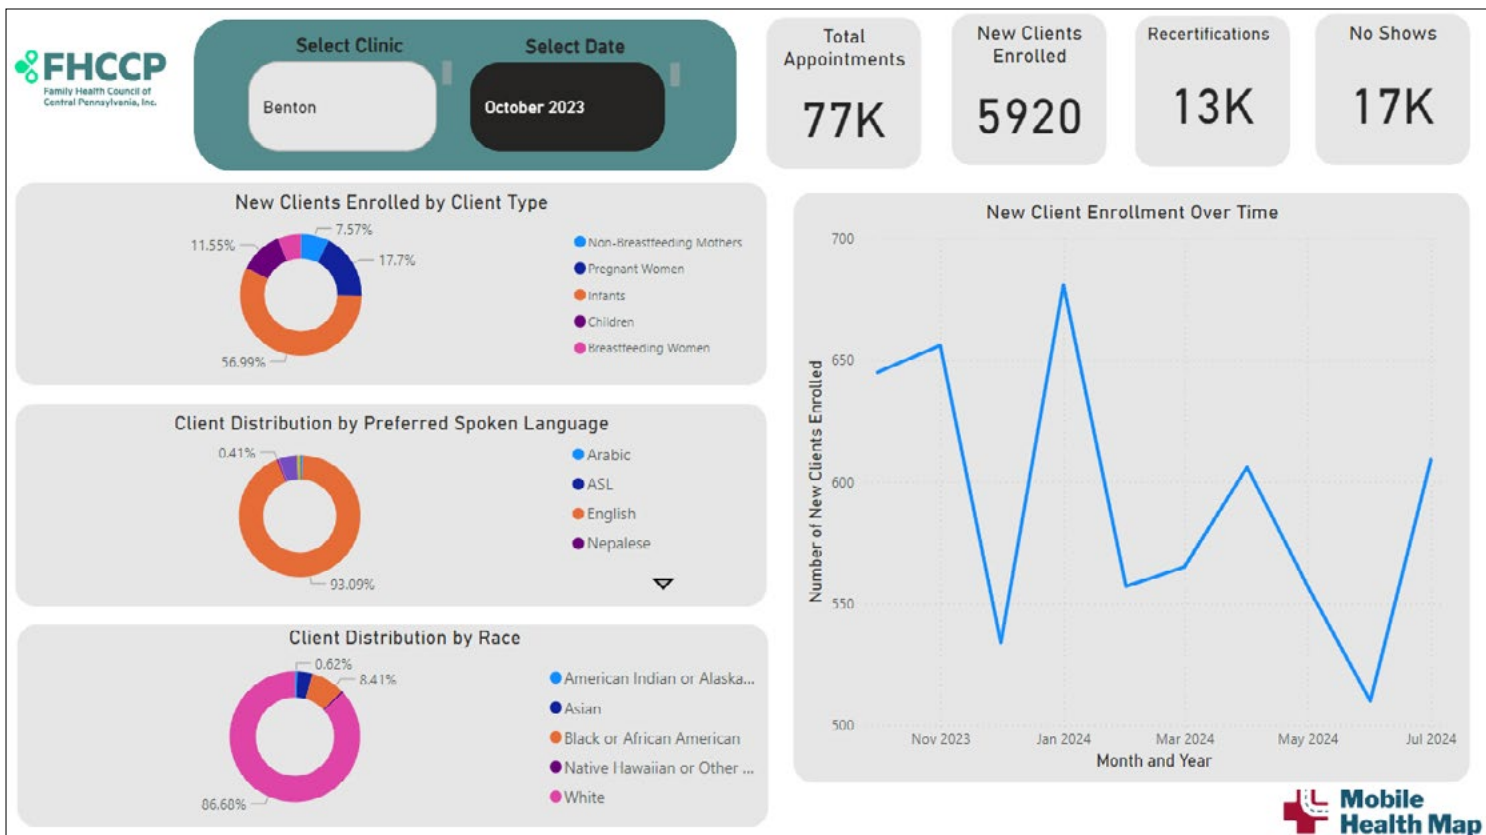 FHCCP
Family Health Council of
Central Pennsylvania, Inc.
Select Clinic
Benton
Select Date
October 2023
Total
Appointments
77K
New Clients
Enrolled
5920
Recertifications
13K
No Shows
17K
New Clients Enrolled by Client Type
7.57%
11.55%
17.7%
56.99%
Non-Breastfeeding Mothers
Pregnant Women
Infants
Children
Breastfeeding Women
Client Distribution by Preferred Spoken Language
0.41%
93.09%
Arabic
ASL
English
Nepalese
Client Distribution by Race
0.62%
8.41%
86.68%
American Indian or Alaska...
Asian
Black or African American
Native Hawaiian or Other ...
White
New Client Enrollment Over Time
Number of New Clients Enrolled
700
650
600
550
500
Nov 2023
Jan 2024
Mar 2024
May 2024
Jul 2024
Month and Year
Mobile
Health Map